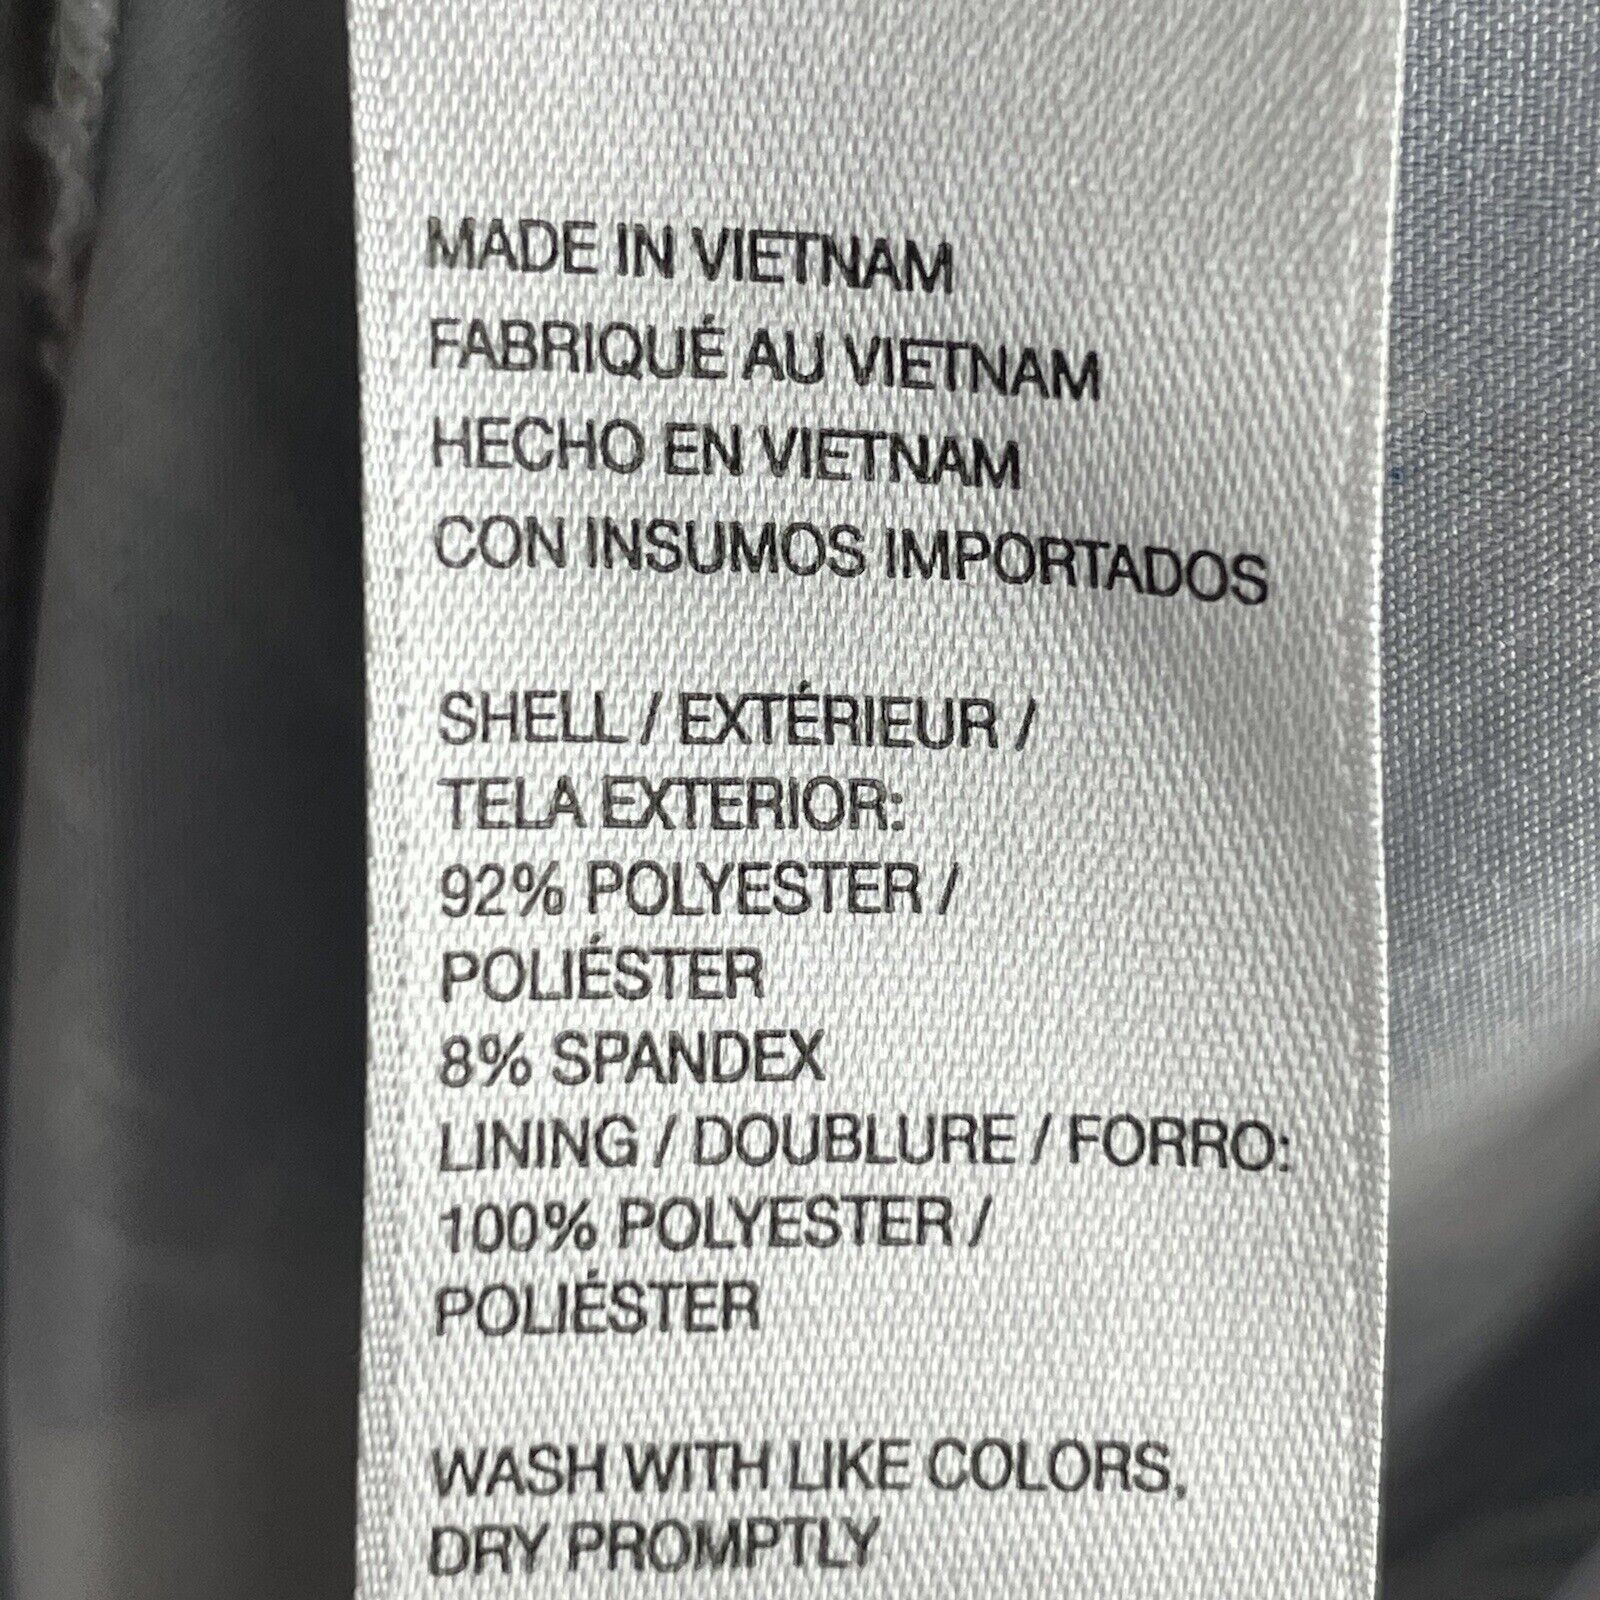 MADE IN VIETNAM
FABRIQUÉ AU VIETNAM
HECHO EN VIETNAM
CON INSUMOS IMPORTADOS
SHELL / EXTÉRIEUR /
TELA EXTERIOR:
92% POLYESTER /
POLIÉSTER
8% SPANDEX
LINING / DOUBLURE / FORRO:
100% POLYESTER /
POLIÉSTER
WASH WITH LIKE COLORS,
DRY PROMPTLY